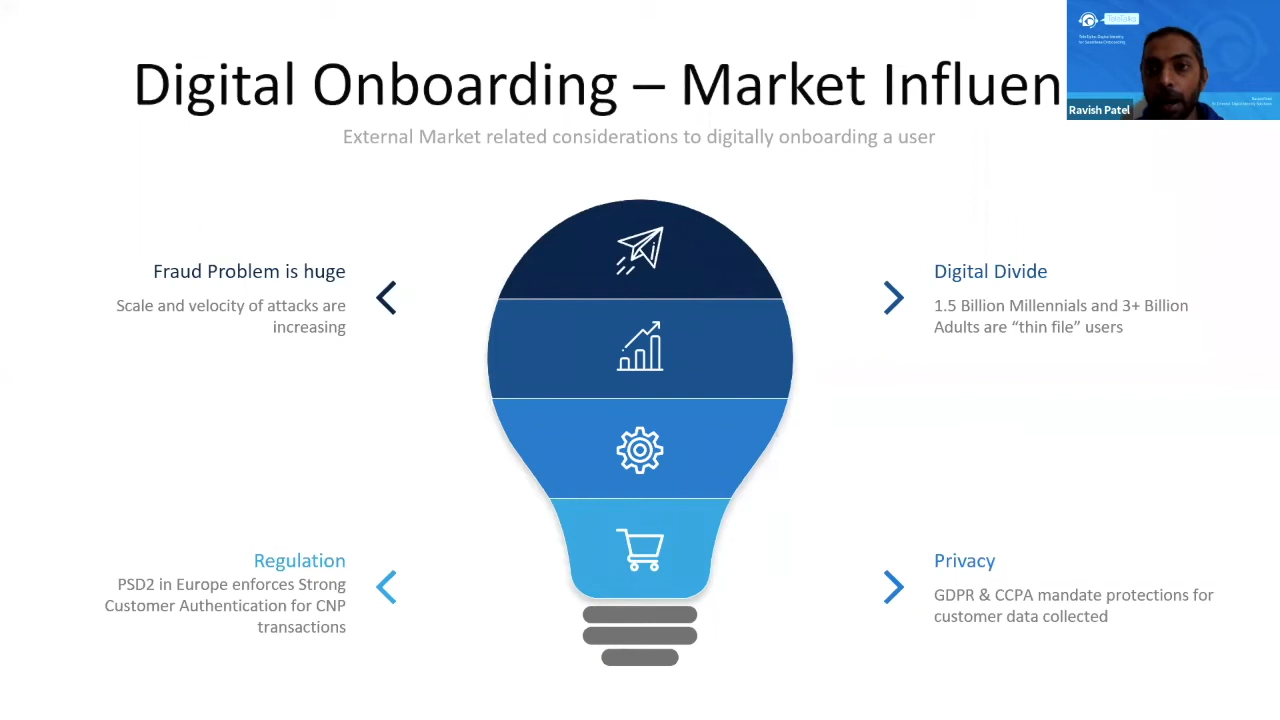 Digital Onboarding – Market Influen
External Market related considerations to digitally onboarding a user
TeleTalks
Ravish Patel
Fraud Problem is huge
Scale and velocity of attacks are
increasing
Digital Divide
1.5 Billion Millennials and 3+ Billion
Adults are “thin file” users
Regulation
PSD2 in Europe enforces Strong
Customer Authentication for CNP
transactions
Privacy
GDPR & CCPA mandate protections for
customer data collected